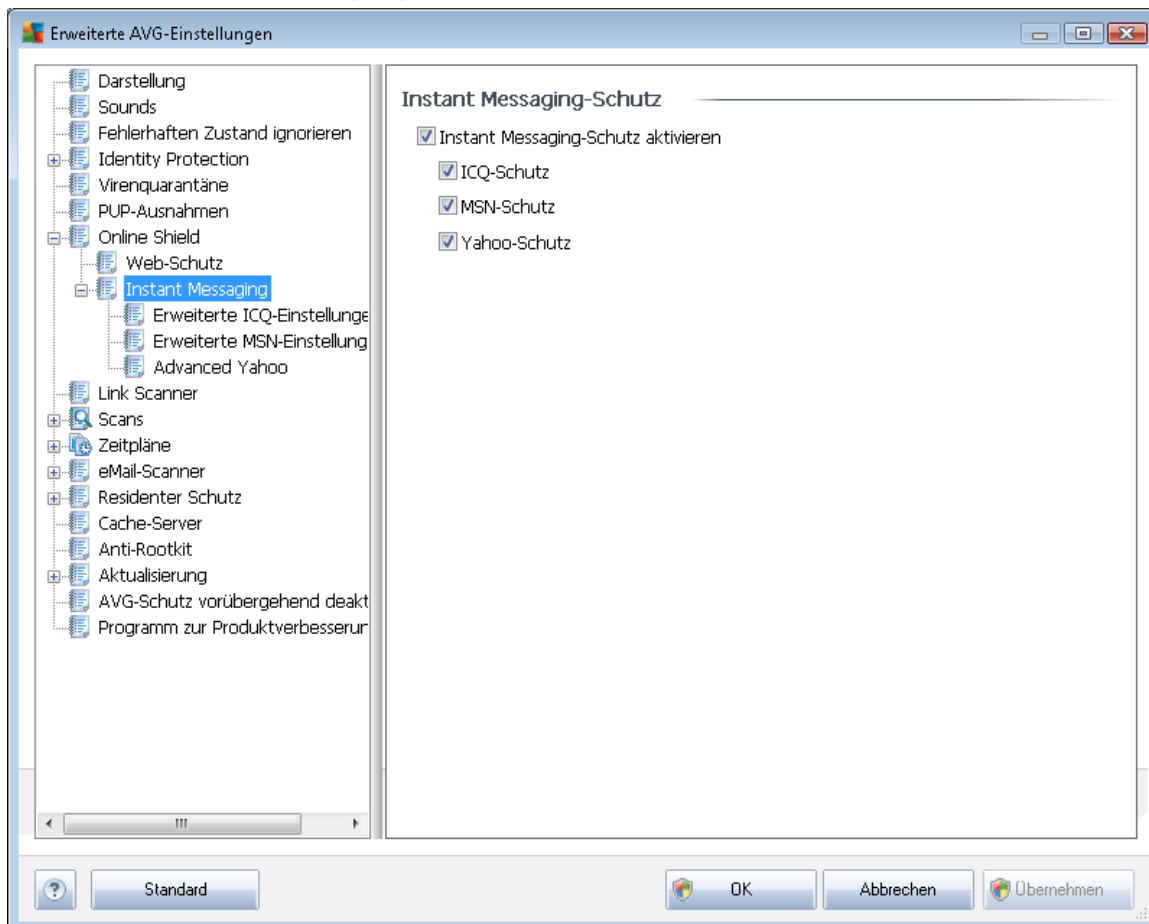 Erweiterte AVG-Einstellungen
Darstellung
Sounds
Fehlerhaften Zustand ignorieren
Identity Protection
Virenquarantäne
PUP-Ausnahmen
Online Shield
Web-Schutz
Instant Messaging
Erweiterte ICQ-Einstellunge
Erweiterte MSN-Einstellung
Advanced Yahoo
Link Scanner
Scans
Zeitpläne
eMail-Scanner
Residenter Schutz
Cache-Server
Anti-Rootkit
Aktualisierung
AVG-Schutz vorübergehend deakt
Programm zur Produktverbesserur
Instant Messaging-Schutz
Instant Messaging-Schutz aktivieren
ICQ-Schutz
MSN-Schutz
Yahoo-Schutz
?
Standard
OK
Abbrechen
Übernehmen